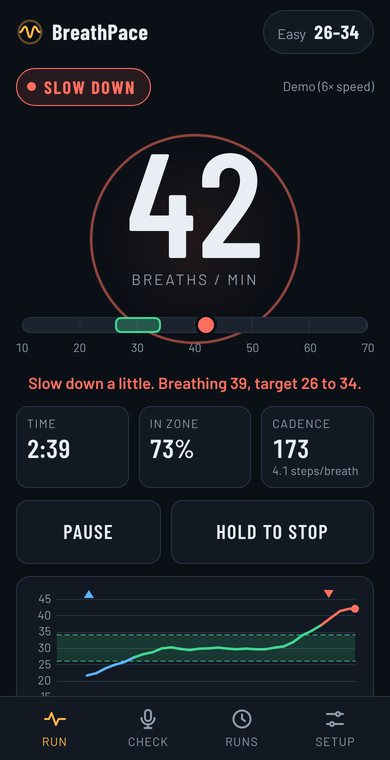 BreathPace
Easy 26–34
SLOW DOWN
Demo (6× speed)
42
BREATHS / MIN
10 20 30 40 50 60 70
Slow down a little. Breathing 39, target 26 to 34.
TIME
2:39
IN ZONE
73%
CADENCE
173
4.1 steps/breath
PAUSE
HOLD TO STOP
45
40
35
30
25
20
15
RUN
CHECK
RUNS
SETUP